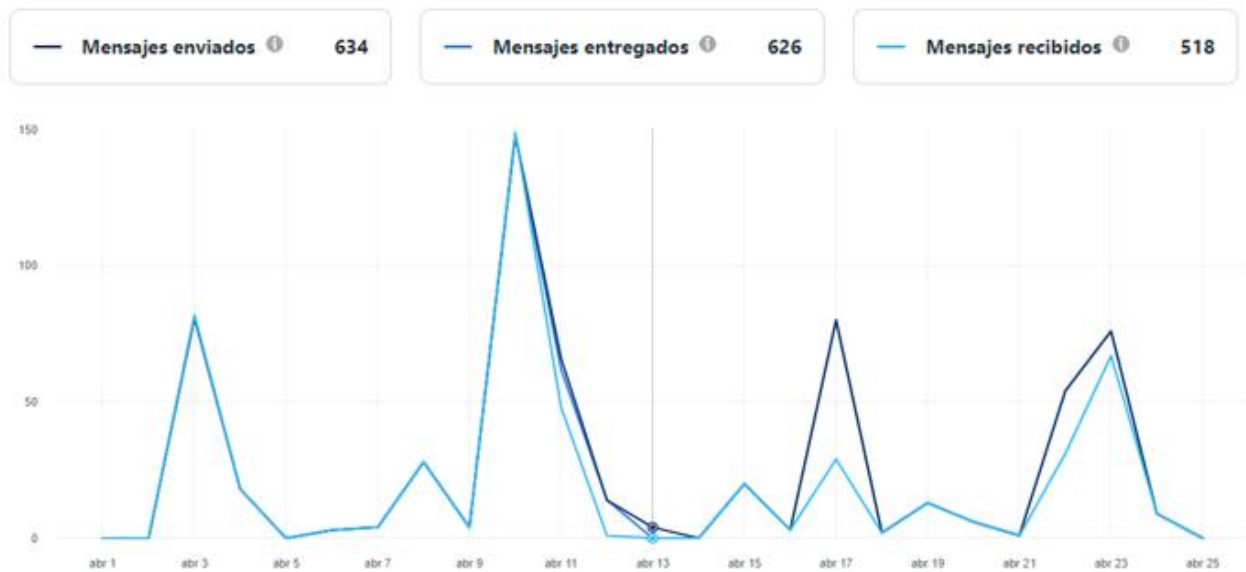 Mensajes enviados 634
Mensajes entregados 626
Mensajes recibidos 518
150
100
50
0
abr 1 abr 3 abr 5 abr 7 abr 9 abr 11 abr 13 abr 15 abr 17 abr 19 abr 21 abr 23 abr 25